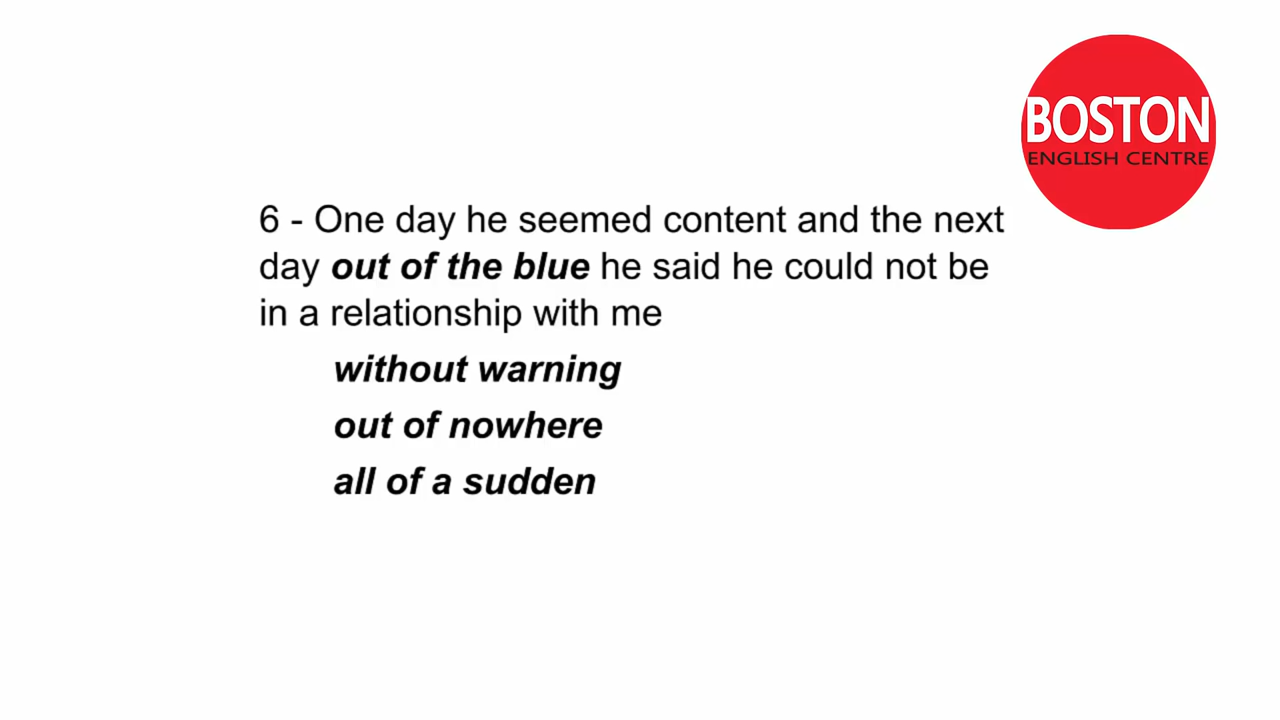 BOSTON
ENGLISH CENTRE
6 - One day he seemed content and the next
day out of the blue he said he could not be
in a relationship with me
without warning
out of nowhere
all of a sudden